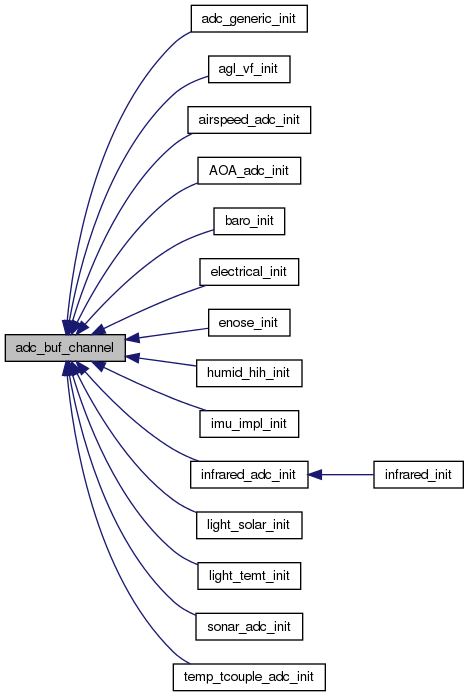 adc_generic_init
agl_vf_init
airspeed_adc_init
AOA_adc_init
baro_init
electrical_init
enose_init
adc_buf_channel
humid_hih_init
imu_impl_init
infrared_adc_init
infrared_init
light_solar_init
light_temt_init
sonar_adc_init
temp_tcouple_adc_init